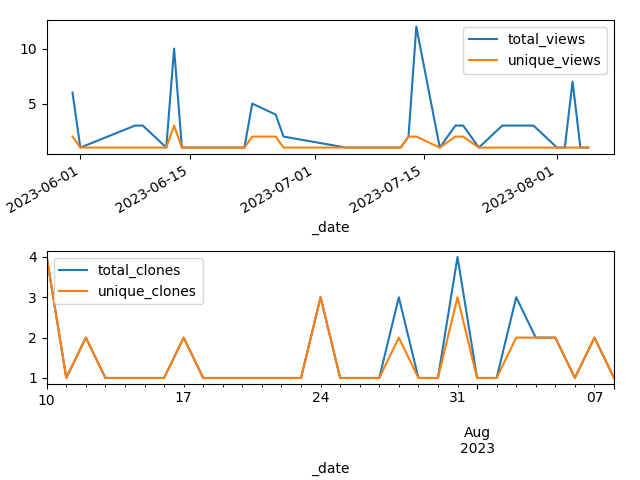 10
5
total_views
unique_views
2023-06-01
2023-06-15
2023-07-01
2023-07-15
2023-08-01
_date
4
3
2
1
total_clones
unique_clones
10
17
24
31
07
Aug
2023
_date